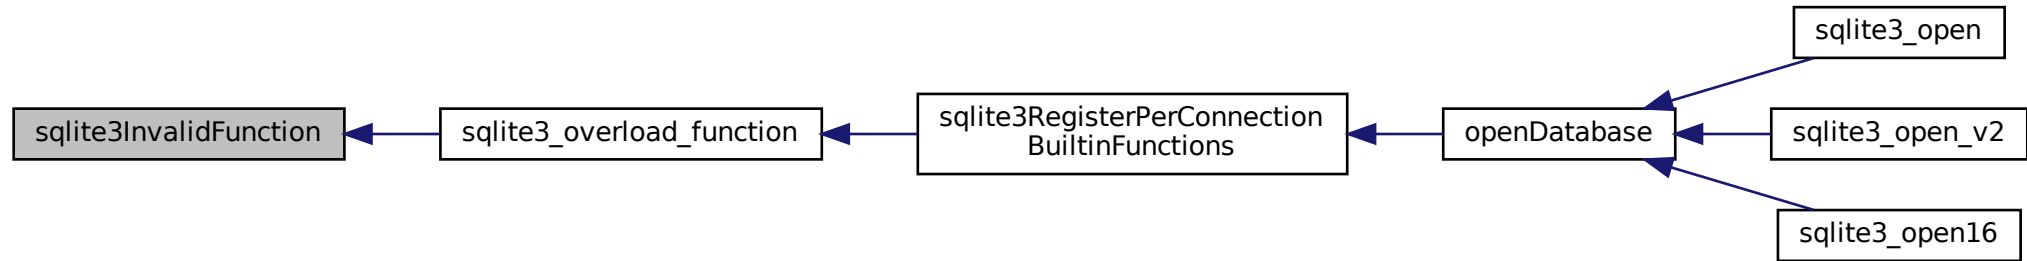 sqlite3InvalidFunction
sqlite3_overload_function
sqlite3RegisterPerConnection
BuiltinFunctions
openDatabase
sqlite3_open
sqlite3_open_v2
sqlite3_open16